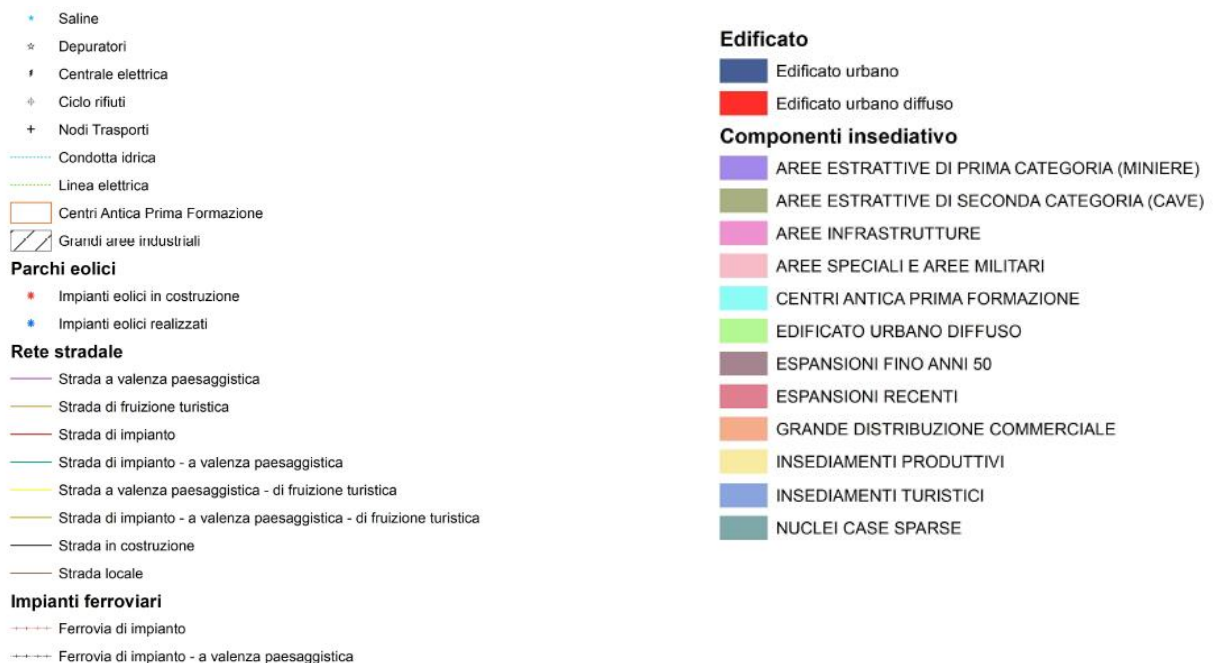 Saline
Depuratori
Centrale elettrica
Ciclo rifiuti
Nodi Trasporti
Condotta idrica
Linea elettrica
Centri Antica Prima Formazione
Grandi aree industriali
Parchi eolici
Impianti eolici in costruzione
Impianti eolici realizzati
Rete stradale
Strada a valenza paesaggistica
Strada di fruizione turistica
Strada di impianto
Strada di impianto - a valenza paesaggistica
Strada a valenza paesaggistica - di fruizione turistica
Strada di impianto - a valenza paesaggistica - di fruizione turistica
Strada in costruzione
Strada locale
Impianti ferroviari
Ferrovia di impianto
Ferrovia di impianto - a valenza paesaggistica
Edificato
Edificato urbano
Edificato urbano diffuso
Componenti insediativo
AREE ESTRATTIVE DI PRIMA CATEGORIA (MINIERE)
AREE ESTRATTIVE DI SECONDA CATEGORIA (CAVE)
AREE INFRASTRUTTURE
AREE SPECIALI E AREE MILITARI
CENTRI ANTICA PRIMA FORMAZIONE
EDIFICATO URBANO DIFFUSO
ESPANSIONI FINO ANNI 50
ESPANSIONI RECENTI
GRANDE DISTRIBUZIONE COMMERCIALE
INSEDIAMENTI PRODUTTIVI
INSEDIAMENTI TURISTICI
NUCLEI CASE SPARSE